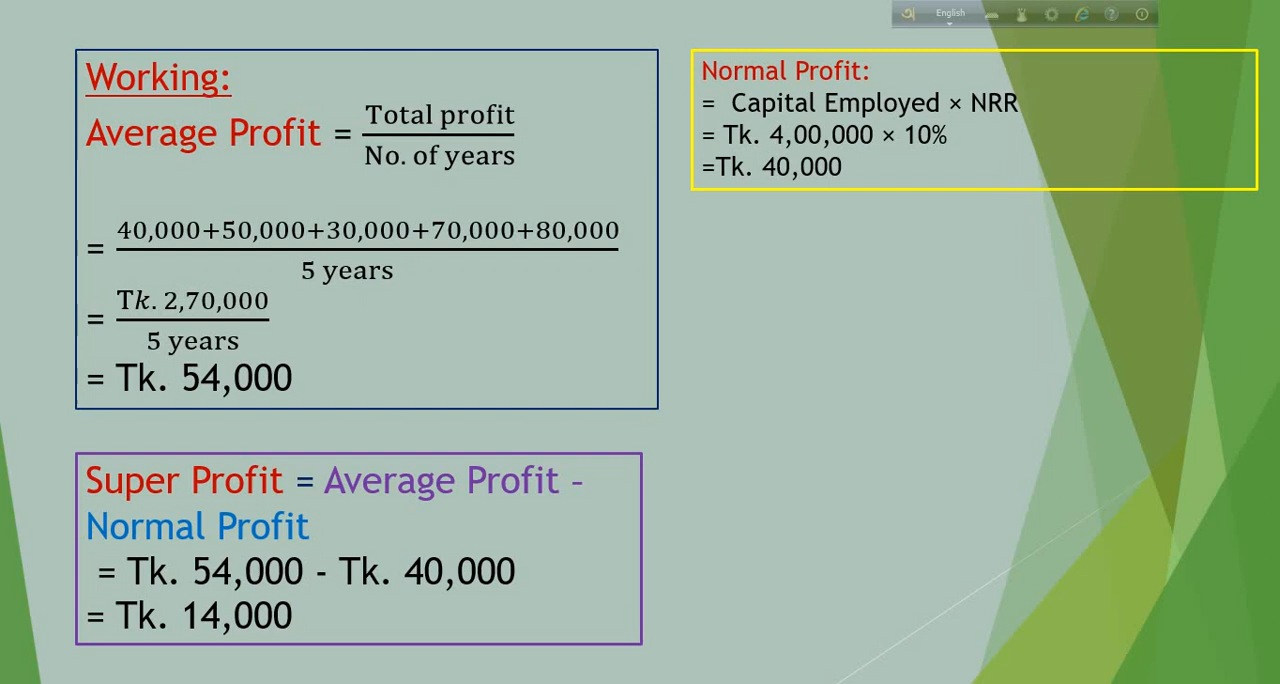 English
Working:
Average Profit = Total profit / No. of years
= 40,000+50,000+30,000+70,000+80,000 / 5 years
= Tk. 2,70,000 / 5 years
= Tk. 54,000
Normal Profit:
= Capital Employed × NRR
= Tk. 4,00,000 × 10%
=Tk. 40,000
Super Profit = Average Profit –
Normal Profit
= Tk. 54,000 - Tk. 40,000
= Tk. 14,000